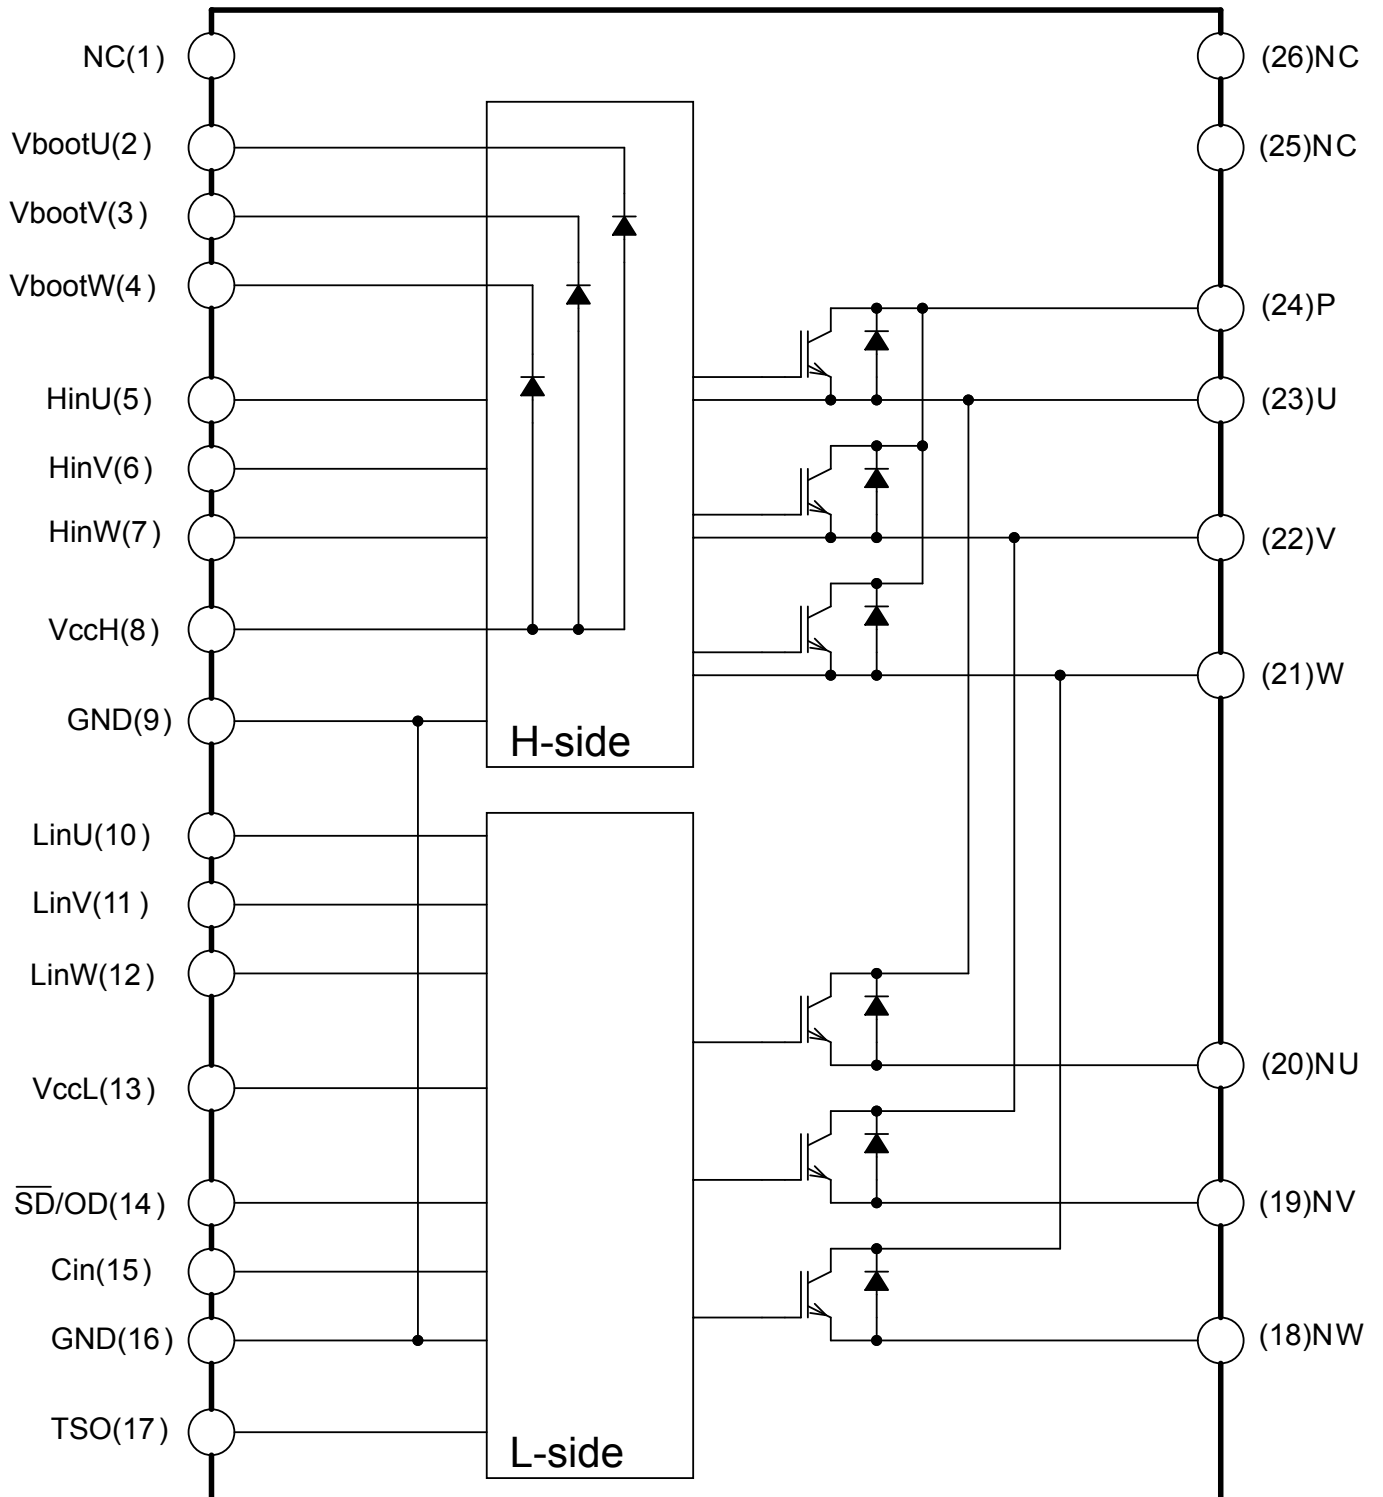 NC(1)
VbootU(2)
VbootV(3)
VbootW(4)
HinU(5)
HinV(6)
HinW(7)
VccH(8)
GND(9)
LinU(10)
LinV(11)
LinW(12)
VccL(13)
S̅D̅/OD(14)
Cin(15)
GND(16)
TSO(17)
H-side
L-side
(26)NC
(25)NC
(24)P
(23)U
(22)V
(21)W
(20)NU
(19)NV
(18)NW